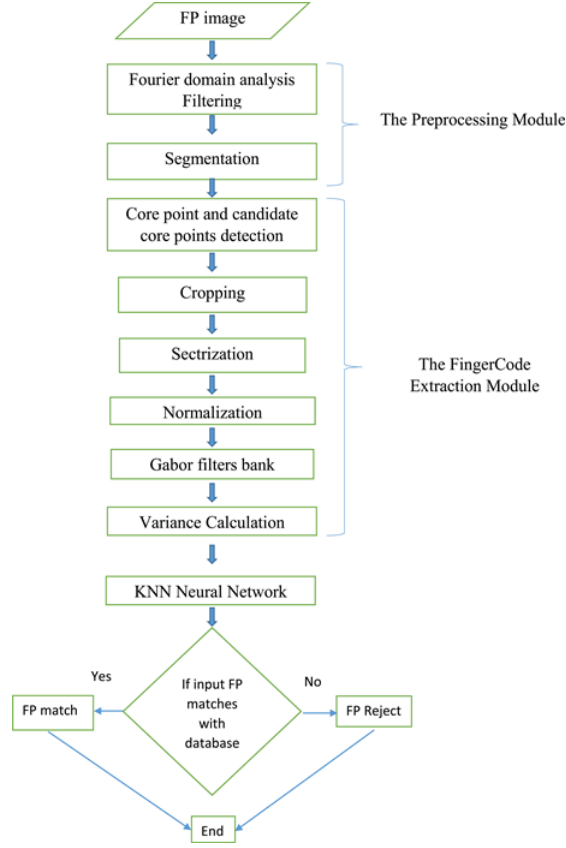 FP image
Fourier domain analysis
Filtering
The Preprocessing Module
Segmentation
Core point and candidate
core points detection
Cropping
Sectrization
The FingerCode
Extraction Module
Normalization
Gabor filters bank
Variance Calculation
KNN Neural Network
Yes
No
If input FP
matches
with
database
FP match
FP Reject
End